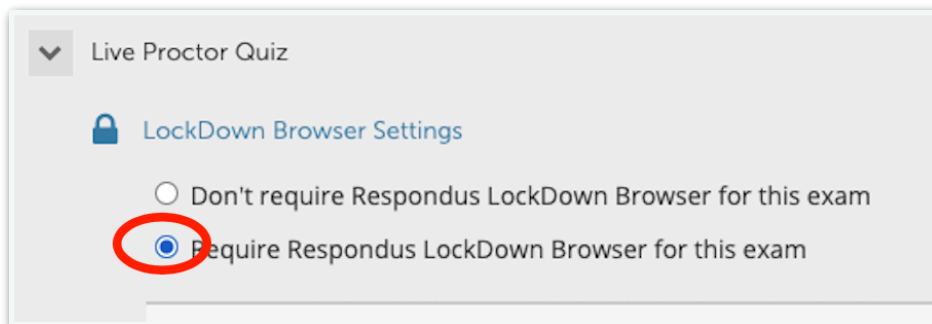 Live Proctor Quiz
LockDown Browser Settings
Don't require Respondus LockDown Browser for this exam
Require Respondus LockDown Browser for this exam